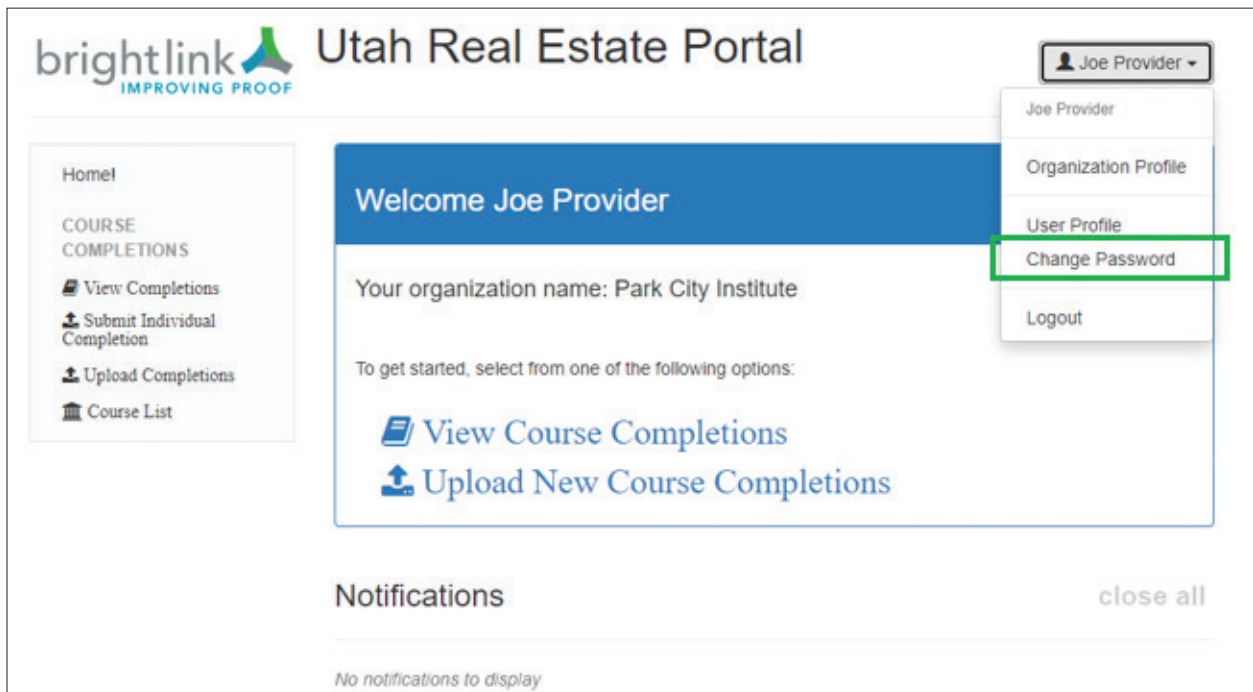 brightlink
IMPROVING PROOF
Utah Real Estate Portal
Joe Provider
Joe Provider
Organization Profile
User Profile
Change Password
Logout
Home!
COURSE
COMPLETIONS
View Completions
Submit Individual
Completion
Upload Completions
Course List
Welcome Joe Provider
Your organization name: Park City Institute
To get started, select from one of the following options:
View Course Completions
Upload New Course Completions
Notifications
close all
No notifications to display